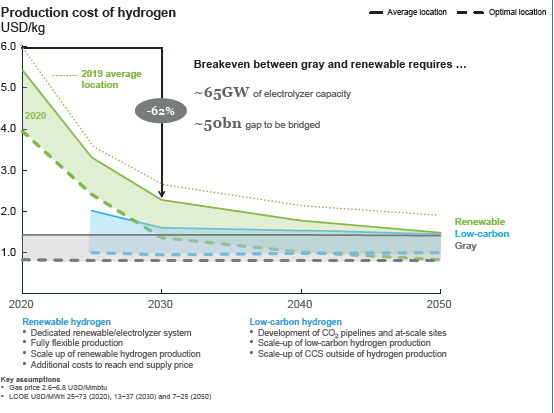 Production cost of hydrogen
USD/kg
Average location
Optimal location
6.0
5.0
4.0
3.0
2.0
1.0
2019 average
location
2020
-62%
Breakeven between gray and renewable requires ...
~65GW of electrolyzer capacity
~50bn gap to be bridged
Renewable
Low-carbon
Gray
2020
2030
2040
2050
Renewable hydrogen
• Dedicated renewable/electrolyzer system
• Fully flexible production
• Scale up of renewable hydrogen production
• Additional costs to reach end supply price
Low-carbon hydrogen
• Development of CO₂ pipelines and at-scale sites
• Scale-up of low-carbon hydrogen production
• Scale-up of CCS outside of hydrogen production
Key assumptions
• Gas price 2.6–6.8 USD/Mmbtu
• LCOE USD/MWh 25–73 (2020), 13–37 (2030) and 7–25 (2050)